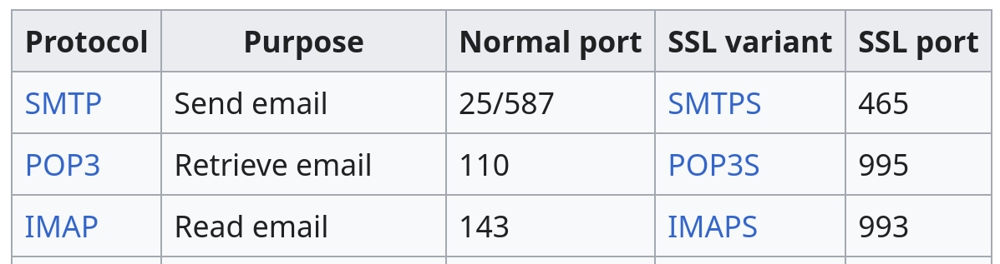 Protocol Purpose Normal port SSL variant SSL port
SMTP Send email 25/587 SMTPS 465
POP3 Retrieve email 110 POP3S 995
IMAP Read email 143 IMAPS 993